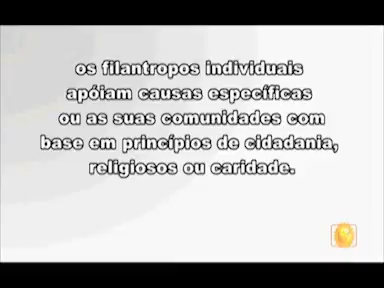 os filantropos individuais
apóiam causas específicas
ou as suas comunidades com
base em princípios de cidadania,
religiosos ou caridade.